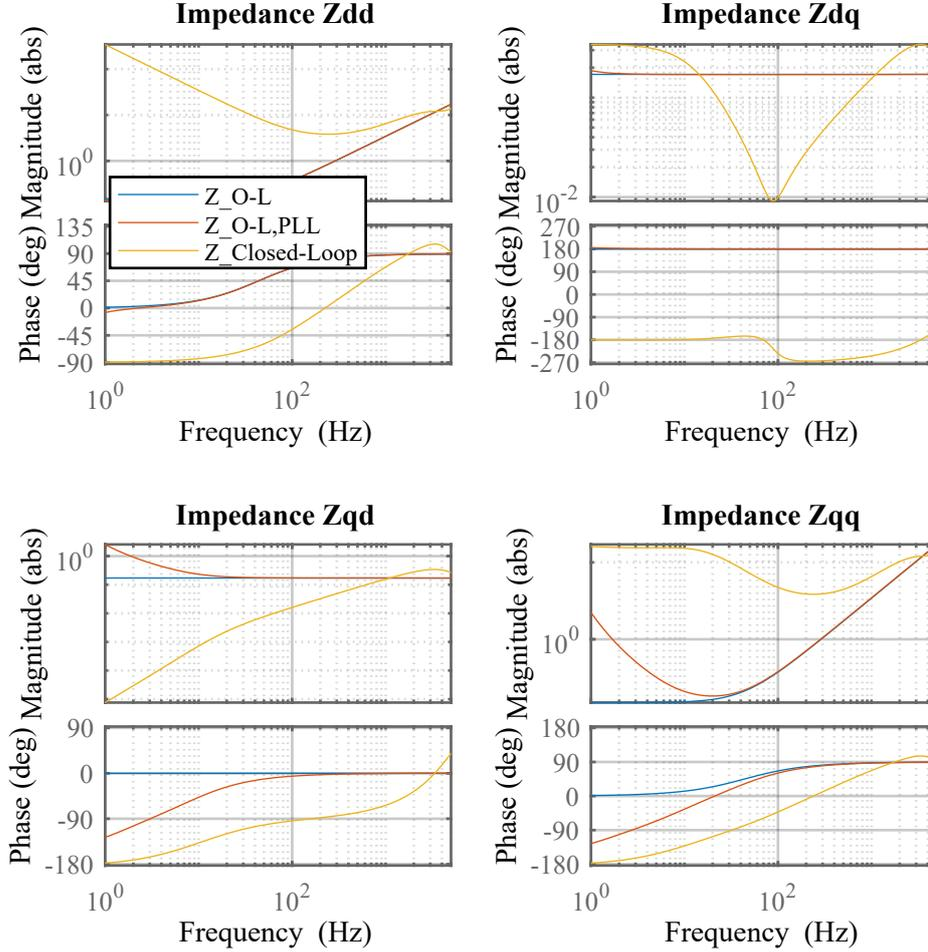 Impedance Zdd
Magnitude (abs)
10^0
Z_O-L
Z_O-L,PLL
Z_Closed-Loop
Phase (deg)
135
90
45
0
-45
-90
10^0
10^2
Frequency (Hz)
Impedance Zdq
Magnitude (abs)
10^-2
Phase (deg)
270
180
90
0
-90
-180
-270
10^0
10^2
Frequency (Hz)
Impedance Zqd
Magnitude (abs)
10^0
Phase (deg)
90
0
-90
-180
10^0
10^2
Frequency (Hz)
Impedance Zqq
Magnitude (abs)
10^0
Phase (deg)
180
90
0
-90
-180
10^0
10^2
Frequency (Hz)